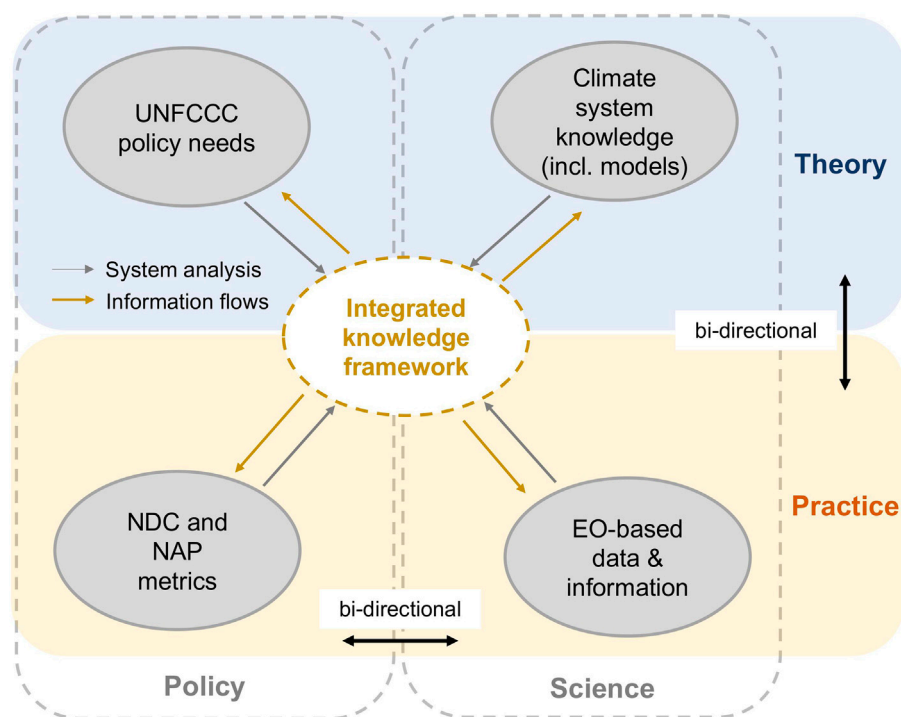 UNFCCC
policy needs
Climate
system
knowledge
(incl. models)
Theory
System analysis
Information flows
Integrated
knowledge
framework
bi-directional
Practice
NDC and
NAP
metrics
EO-based
data &
information
bi-directional
Policy
Science